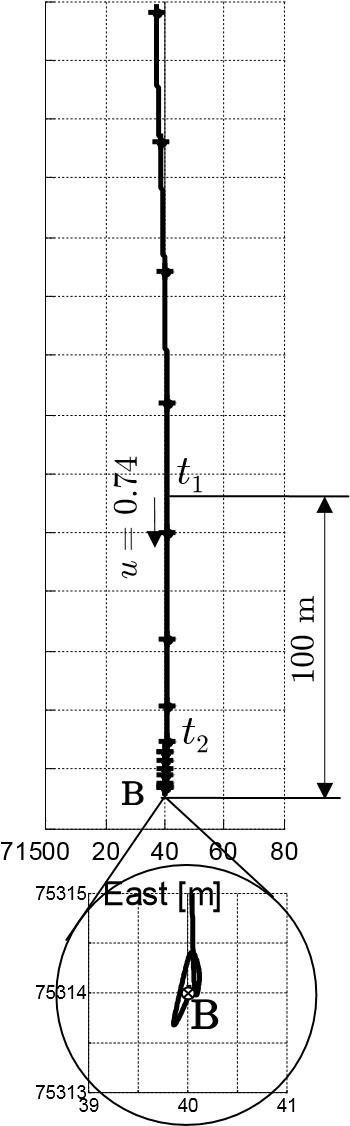 t₁
u = 0.74
100 m
t₂
B
71500 20 40 60 80
East [m]
75315
75314
B
75313
39 40 41